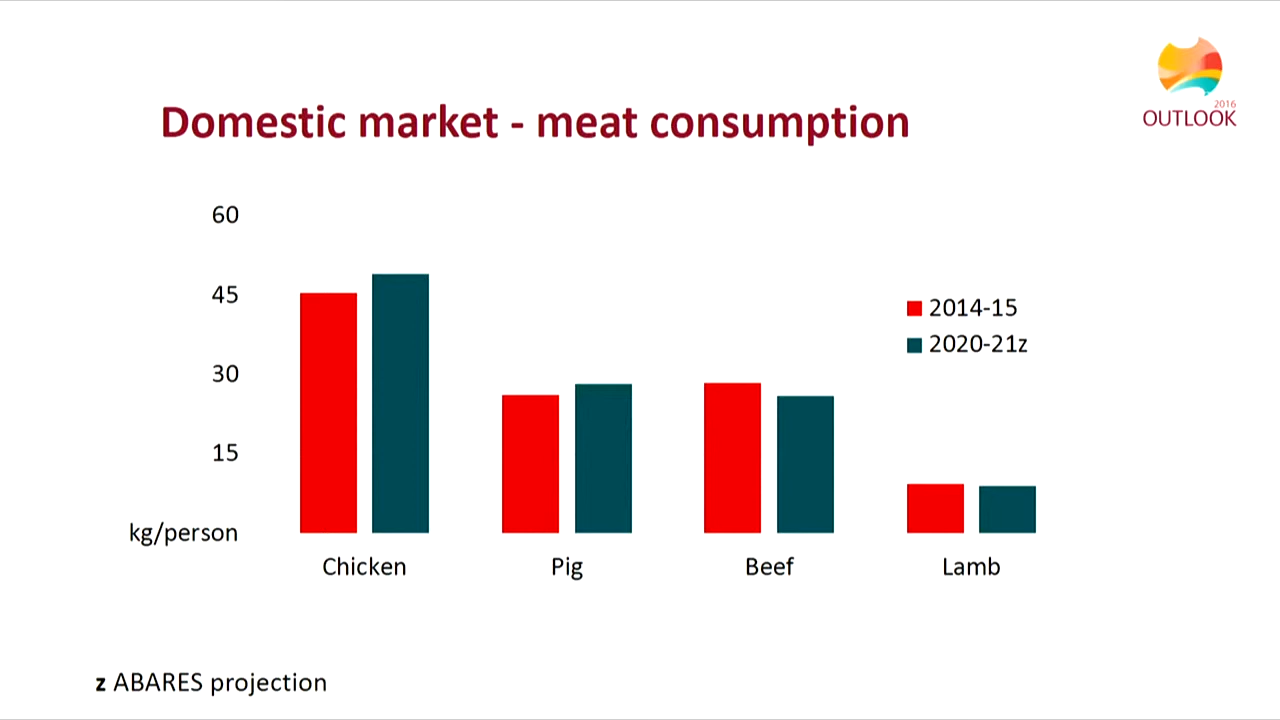 2016
OUTLOOK
Domestic market - meat consumption
60
45
30
15
kg/person
2014-15
2020-21z
Chicken
Pig
Beef
Lamb
z ABARES projection